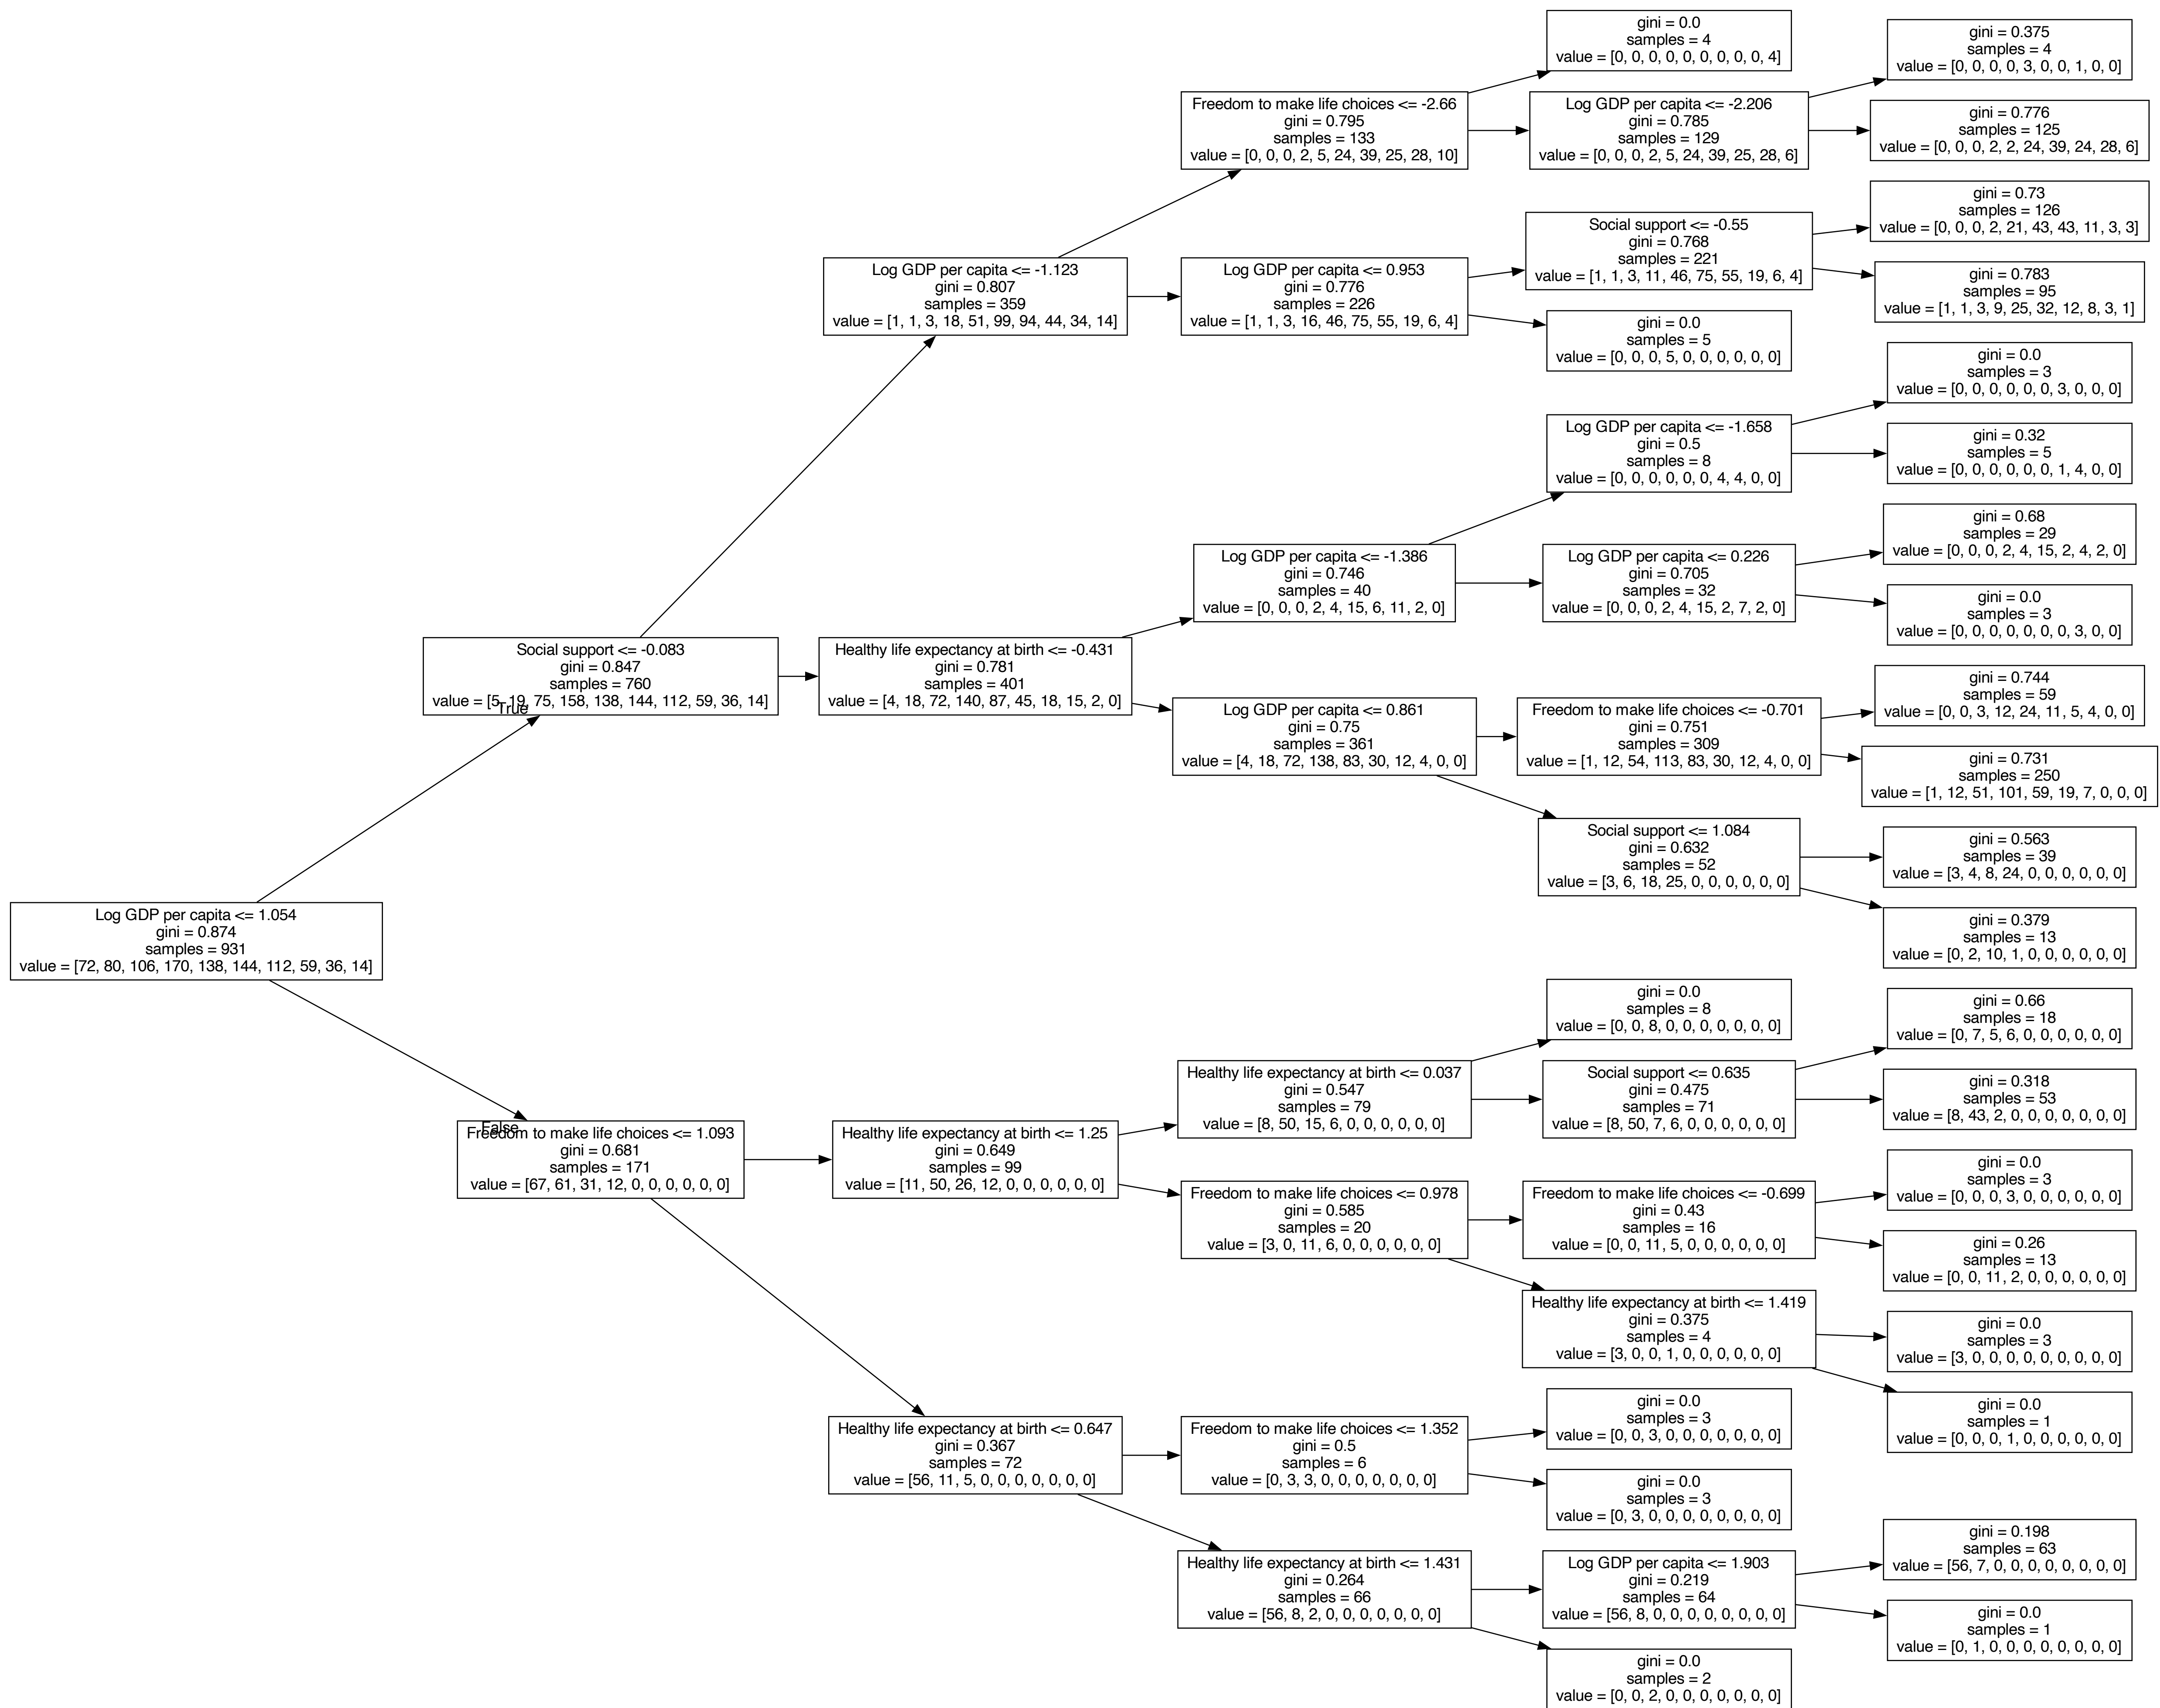 gini = 0.0
samples = 4
value = [0, 0, 0, 0, 0, 0, 0, 0, 0, 4]
gini = 0.375
samples = 4
value = [0, 0, 0, 0, 3, 0, 0, 1, 0, 0]
Freedom to make life choices <= -2.66
gini = 0.795
samples = 133
value = [0, 0, 0, 2, 5, 24, 39, 25, 28, 10]
Log GDP per capita <= -2.206
gini = 0.785
samples = 129
value = [0, 0, 0, 2, 5, 24, 39, 25, 28, 6]
gini = 0.776
samples = 125
value = [0, 0, 0, 2, 2, 24, 39, 24, 28, 6]
gini = 0.73
samples = 126
value = [0, 0, 0, 2, 21, 43, 43, 11, 3, 3]
Social support <= -0.55
gini = 0.768
samples = 221
value = [1, 1, 3, 11, 46, 75, 55, 19, 6, 4]
Log GDP per capita <= -1.123
gini = 0.807
samples = 359
value = [1, 1, 3, 18, 51, 99, 94, 44, 34, 14]
Log GDP per capita <= 0.953
gini = 0.776
samples = 226
value = [1, 1, 3, 16, 46, 75, 55, 19, 6, 4]
gini = 0.783
samples = 95
value = [1, 1, 3, 9, 25, 32, 12, 8, 3, 1]
gini = 0.0
samples = 5
value = [0, 0, 0, 5, 0, 0, 0, 0, 0, 0]
gini = 0.0
samples = 3
value = [0, 0, 0, 0, 0, 0, 3, 0, 0, 0]
Log GDP per capita <= -1.658
gini = 0.5
samples = 8
value = [0, 0, 0, 0, 0, 0, 4, 4, 0, 0]
gini = 0.32
samples = 5
value = [0, 0, 0, 0, 0, 0, 1, 4, 0, 0]
gini = 0.68
samples = 29
value = [0, 0, 0, 2, 4, 15, 2, 4, 2, 0]
Log GDP per capita <= -1.386
gini = 0.746
samples = 40
value = [0, 0, 0, 2, 4, 15, 6, 11, 2, 0]
Log GDP per capita <= 0.226
gini = 0.705
samples = 32
value = [0, 0, 0, 2, 4, 15, 2, 7, 2, 0]
gini = 0.0
samples = 3
value = [0, 0, 0, 0, 0, 0, 0, 3, 0, 0]
Social support <= -0.083
gini = 0.847
samples = 760
value = [5, 19, 75, 158, 138, 144, 112, 59, 36, 14]
True
Healthy life expectancy at birth <= -0.431
gini = 0.781
samples = 401
value = [4, 18, 72, 140, 87, 45, 18, 15, 2, 0]
gini = 0.744
samples = 59
value = [0, 0, 3, 12, 24, 11, 5, 4, 0, 0]
Log GDP per capita <= 0.861
gini = 0.75
samples = 361
value = [4, 18, 72, 138, 83, 30, 12, 4, 0, 0]
Freedom to make life choices <= -0.701
gini = 0.751
samples = 309
value = [1, 12, 54, 113, 83, 30, 12, 4, 0, 0]
gini = 0.731
samples = 250
value = [1, 12, 51, 101, 59, 19, 7, 0, 0, 0]
Social support <= 1.084
gini = 0.632
samples = 52
value = [3, 6, 18, 25, 0, 0, 0, 0, 0, 0]
gini = 0.563
samples = 39
value = [3, 4, 8, 24, 0, 0, 0, 0, 0, 0]
Log GDP per capita <= 1.054
gini = 0.874
samples = 931
value = [72, 80, 106, 170, 138, 144, 112, 59, 36, 14]
gini = 0.379
samples = 13
value = [0, 2, 10, 1, 0, 0, 0, 0, 0, 0]
gini = 0.0
samples = 8
value = [0, 0, 8, 0, 0, 0, 0, 0, 0, 0]
gini = 0.66
samples = 18
value = [0, 7, 5, 6, 0, 0, 0, 0, 0, 0]
Healthy life expectancy at birth <= 0.037
gini = 0.547
samples = 79
value = [8, 50, 15, 6, 0, 0, 0, 0, 0, 0]
Social support <= 0.635
gini = 0.475
samples = 71
value = [8, 50, 7, 6, 0, 0, 0, 0, 0, 0]
gini = 0.318
samples = 53
value = [8, 43, 2, 0, 0, 0, 0, 0, 0, 0]
False
Freedom to make life choices <= 1.093
gini = 0.681
samples = 171
value = [67, 61, 31, 12, 0, 0, 0, 0, 0, 0]
Healthy life expectancy at birth <= 1.25
gini = 0.649
samples = 99
value = [11, 50, 26, 12, 0, 0, 0, 0, 0, 0]
gini = 0.0
samples = 3
value = [0, 0, 0, 3, 0, 0, 0, 0, 0, 0]
Freedom to make life choices <= 0.978
gini = 0.585
samples = 20
value = [3, 0, 11, 6, 0, 0, 0, 0, 0, 0]
Freedom to make life choices <= -0.699
gini = 0.43
samples = 16
value = [0, 0, 11, 5, 0, 0, 0, 0, 0, 0]
gini = 0.26
samples = 13
value = [0, 0, 11, 2, 0, 0, 0, 0, 0, 0]
Healthy life expectancy at birth <= 1.419
gini = 0.375
samples = 4
value = [3, 0, 0, 1, 0, 0, 0, 0, 0, 0]
gini = 0.0
samples = 3
value = [3, 0, 0, 0, 0, 0, 0, 0, 0, 0]
gini = 0.0
samples = 1
value = [0, 0, 0, 1, 0, 0, 0, 0, 0, 0]
gini = 0.0
samples = 3
value = [0, 0, 3, 0, 0, 0, 0, 0, 0, 0]
Healthy life expectancy at birth <= 0.647
gini = 0.367
samples = 72
value = [56, 11, 5, 0, 0, 0, 0, 0, 0, 0]
Freedom to make life choices <= 1.352
gini = 0.5
samples = 6
value = [0, 3, 3, 0, 0, 0, 0, 0, 0, 0]
gini = 0.0
samples = 3
value = [0, 3, 0, 0, 0, 0, 0, 0, 0, 0]
gini = 0.198
samples = 63
value = [56, 7, 0, 0, 0, 0, 0, 0, 0, 0]
Healthy life expectancy at birth <= 1.431
gini = 0.264
samples = 66
value = [56, 8, 2, 0, 0, 0, 0, 0, 0, 0]
Log GDP per capita <= 1.903
gini = 0.219
samples = 64
value = [56, 8, 0, 0, 0, 0, 0, 0, 0, 0]
gini = 0.0
samples = 1
value = [0, 1, 0, 0, 0, 0, 0, 0, 0, 0]
gini = 0.0
samples = 2
value = [0, 0, 2, 0, 0, 0, 0, 0, 0, 0]